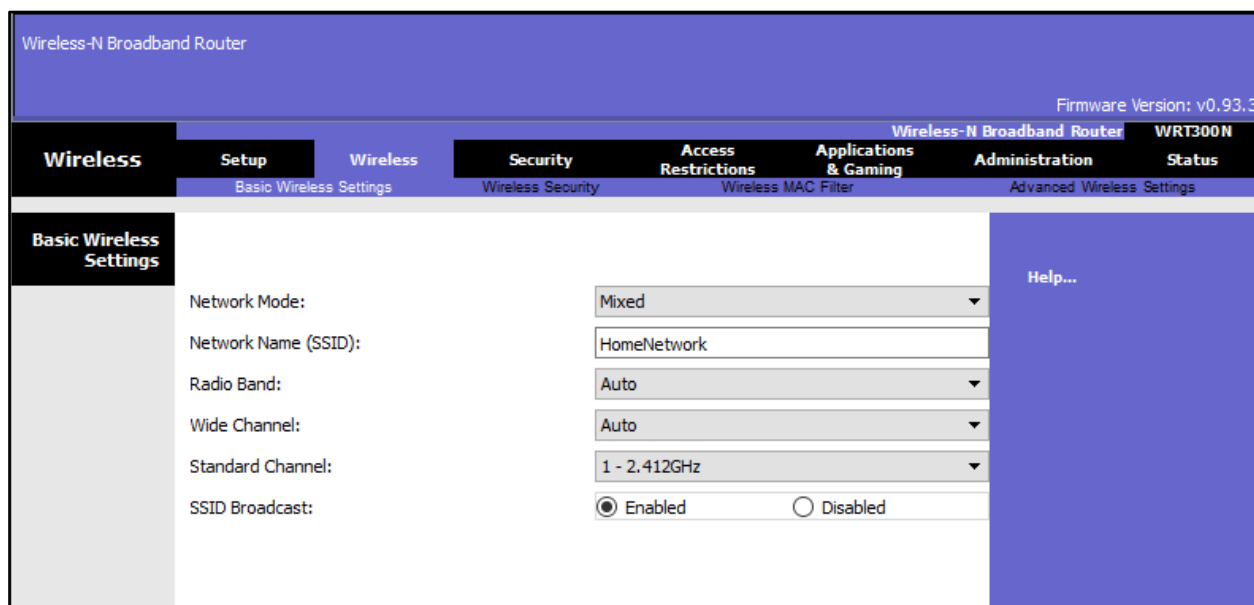 Wireless-N Broadband Router
Firmware Version: v0.93.3
Wireless-N Broadband Router WRT300N
Wireless
Setup Wireless Security Access Restrictions Applications & Gaming Administration Status
Basic Wireless Settings Wireless Security Wireless MAC Filter Advanced Wireless Settings
Basic Wireless
Settings
Help...
Network Mode: Mixed
Network Name (SSID): HomeNetwork
Radio Band: Auto
Wide Channel: Auto
Standard Channel: 1 - 2.412GHz
SSID Broadcast: Enabled Disabled